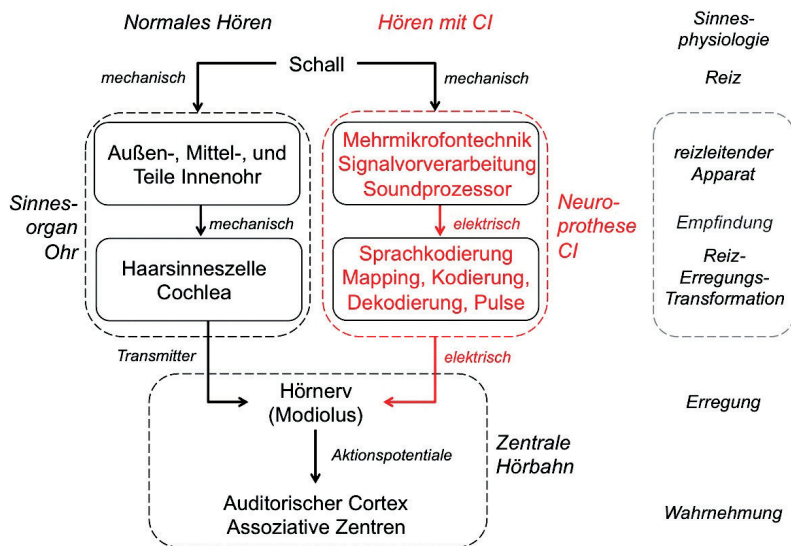 Normales Hören
Hören mit CI
Sinnes-
physiologie
mechanisch
Schall
mechanisch
Reiz
Außen-, Mittel-, und
Teile Innenohr
Mehrmikrofontechnik
Signalvorverarbeitung
Soundprozessor
reizleitender
Apparat
Sinnes-
organ
Ohr
mechanisch
elektrisch
Neuro-
prothese
CI
Empfindung
Haarsinneszelle
Cochlea
Sprachkodierung
Mapping, Kodierung,
Dekodierung, Pulse
Reiz-
Erregungs-
Transformation
Transmitter
elektrisch
Hörnerv
(Modiolus)
Erregung
Aktionspotentiale
Zentrale
Hörbahn
Auditorischer Cortex
Assoziative Zentren
Wahrnehmung